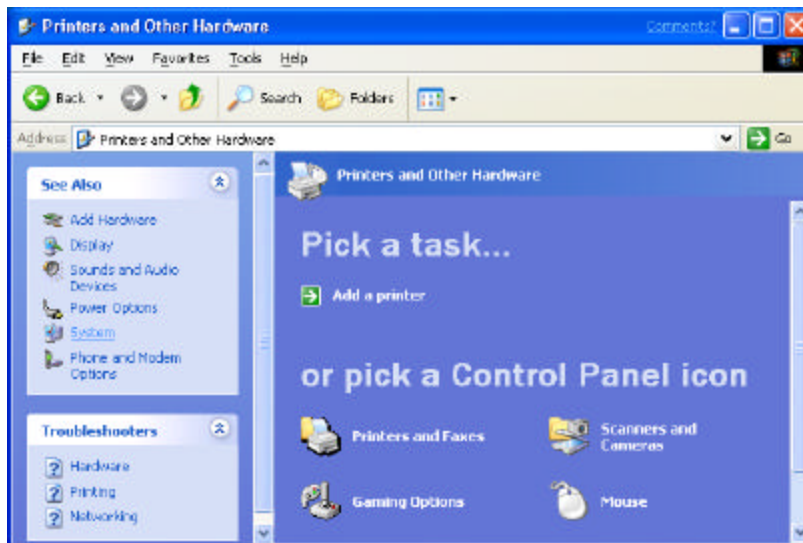 Printers and Other Hardware
Comments?
File Edit View Favorites Tools Help
Back Search Folders
Address Printers and Other Hardware Go
See Also
Add Hardware
Display
Sounds and Audio
Devices
Power Options
System
Phone and Modem
Options
Troubleshooters
Hardware
Printing
Networking
Printers and Other Hardware
Pick a task...
Add a printer
or pick a Control Panel icon
Printers and Faxes
Scanners and
Cameras
Gaming Options
Mouse